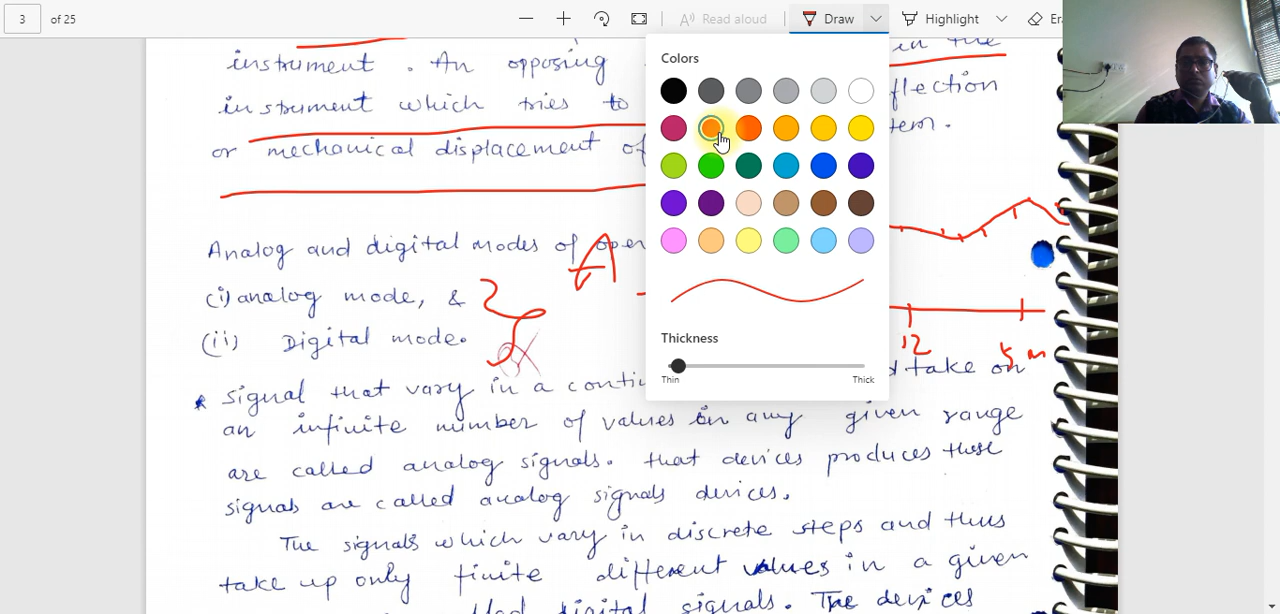 3 of 25 Read aloud Draw Highlight
Colors
Thickness
Thin Thick
in the
instrument. An opposing
instrument which tries to flection
or mechanical displacement of tem.
Analog and digital modes of oper
(i) analog mode, &
(ii) Digital mode.
A
12
* Signal that vary in a conti d take on
an infinite number of values in any given range
are called analog signals. that devices produces these
signals are called analog signals devices.
The signals which vary in discrete steps and thus
take up only finite different values in a given
digital signals. The devices